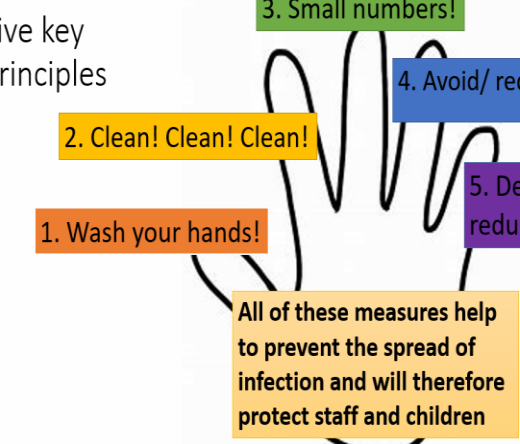 3. Small numbers!
ive key
rinciples
4. Avoid/ red
2. Clean! Clean! Clean!
5. De
redu
1. Wash your hands!
All of these measures help
to prevent the spread of
infection and will therefore
protect staff and children